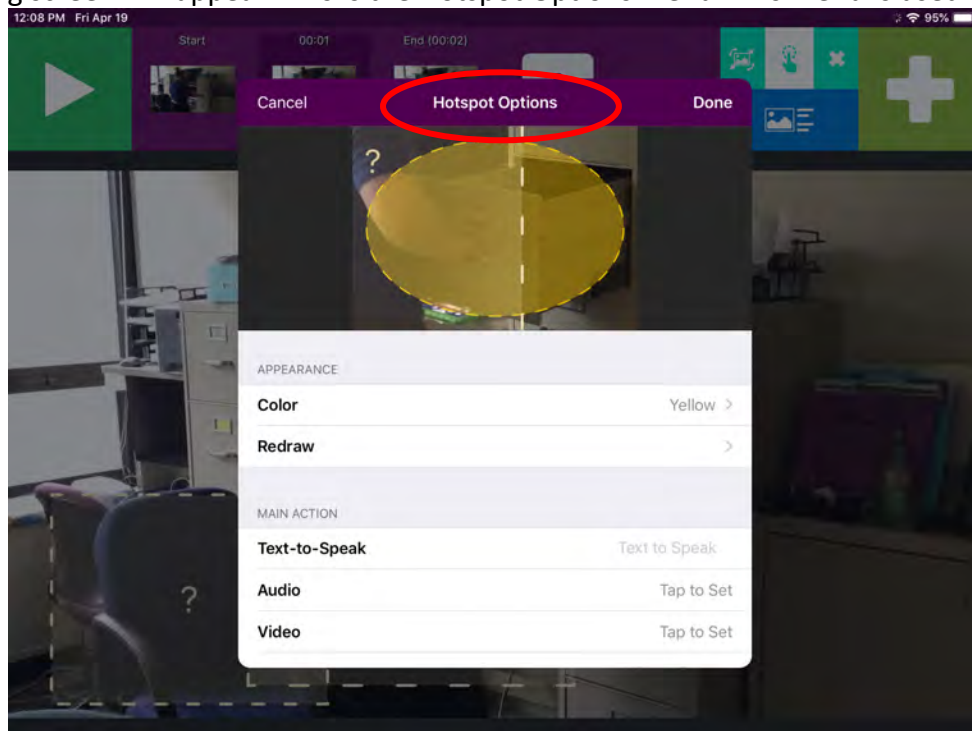 12:08 PM Fri Apr 19 95%
Start 00:01 End (00:02)
Cancel Hotspot Options Done
?
APPEARANCE
Color Yellow >
Redraw >
MAIN ACTION
Text-to-Speak Text to Speak
Audio Tap to Set
?
Video Tap to Set